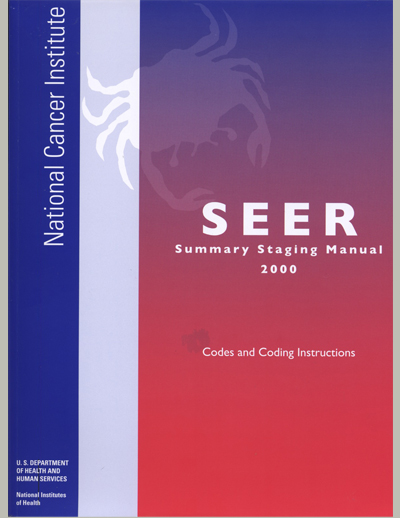 National Cancer Institute
SEER
Summary Staging Manual
2000
Codes and Coding Instructions
U. S. DEPARTMENT
OF HEALTH AND
HUMAN SERVICES
National Institutes
of Health